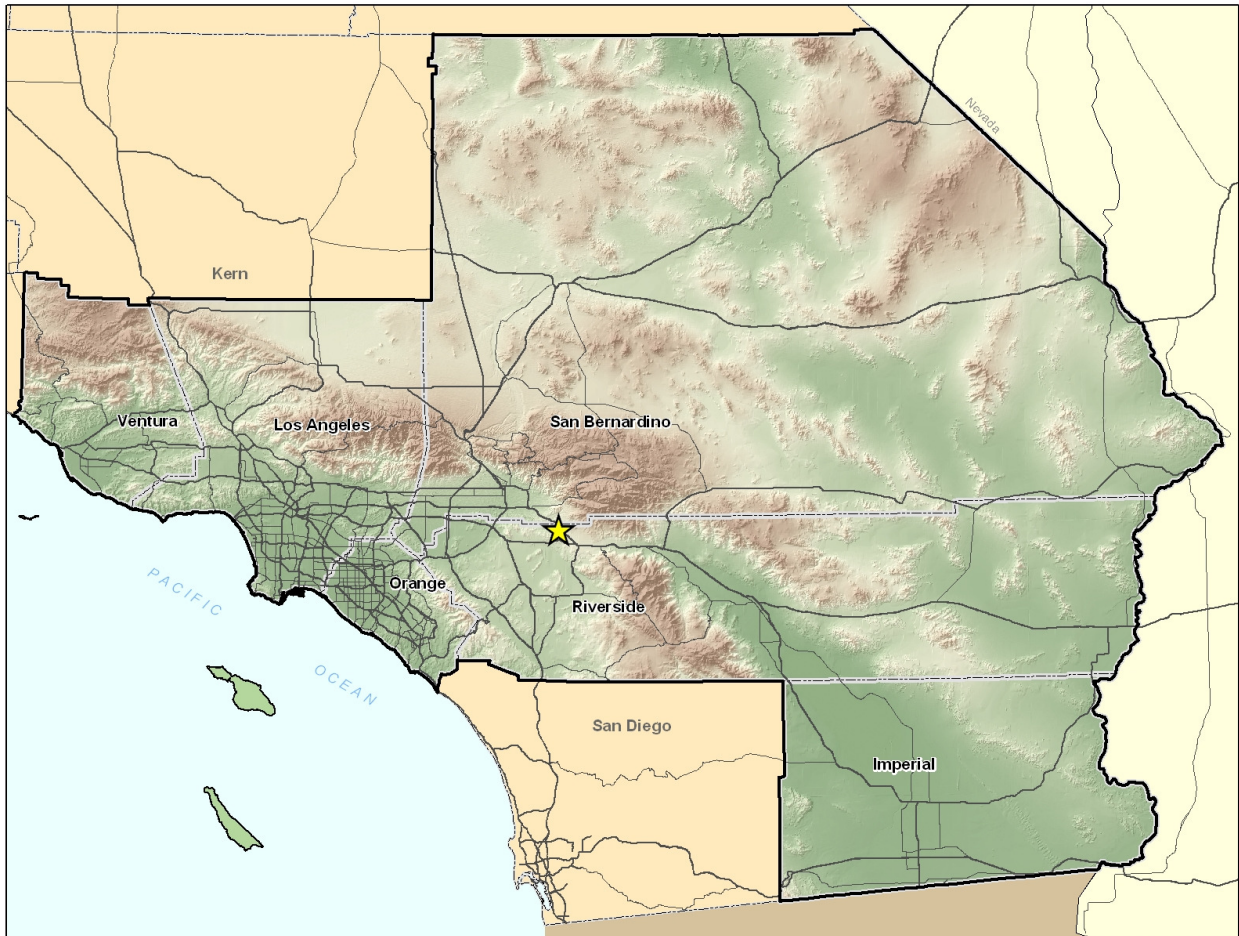 Nevada
Kern
Ventura
Los Angeles
San Bernardino
Orange
Riverside
PACIFIC
OCEAN
San Diego
Imperial